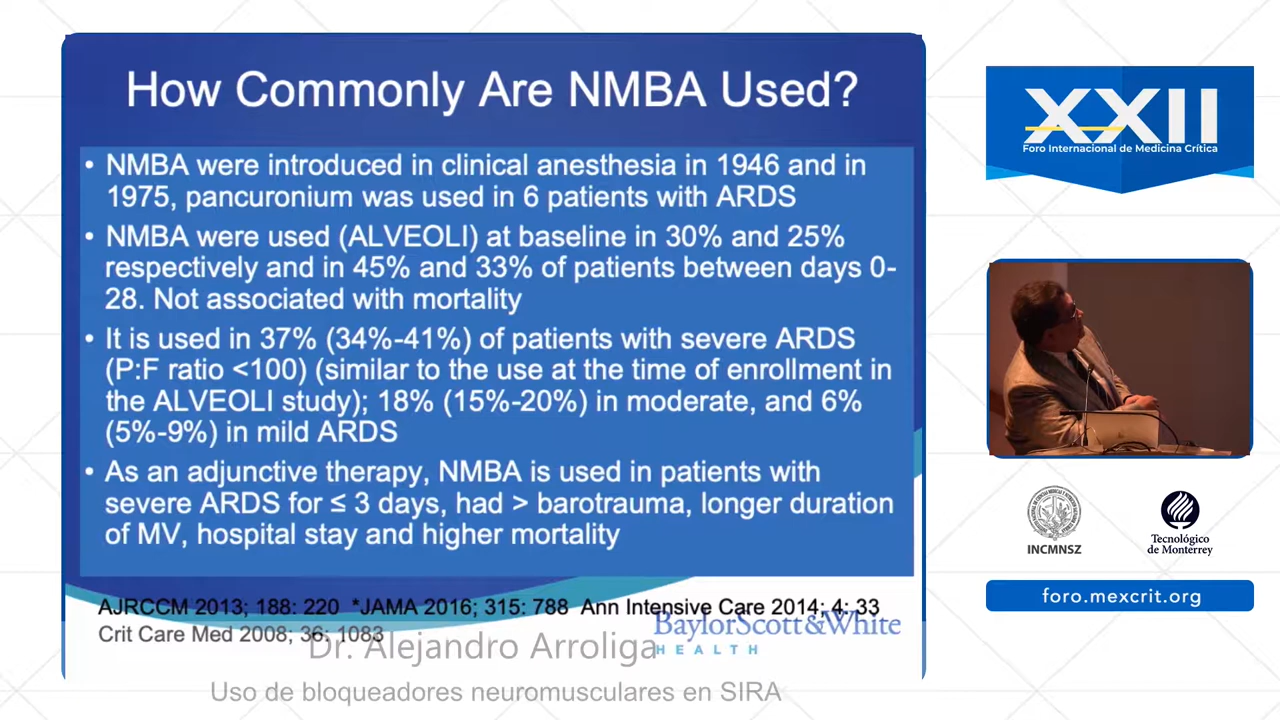 How Commonly Are NMBA Used?
• NMBA were introduced in clinical anesthesia in 1946 and in
1975, pancuronium was used in 6 patients with ARDS
• NMBA were used (ALVEOLI) at baseline in 30% and 25%
respectively and in 45% and 33% of patients between days 0-
28. Not associated with mortality
• It is used in 37% (34%-41%) of patients with severe ARDS
(P:F ratio <100) (similar to the use at the time of enrollment in
the ALVEOLI study); 18% (15%-20%) in moderate, and 6%
(5%-9%) in mild ARDS
• As an adjunctive therapy, NMBA is used in patients with
severe ARDS for ≤ 3 days, had > barotrauma, longer duration
of MV, hospital stay and higher mortality
AJRCCM 2013; 188: 220 *JAMA 2016; 315: 788 Ann Intensive Care 2014; 4: 33
Crit Care Med 2008; 36: 1083
BaylorScott&White
HEALTH
Dr. Alejandro Arroliga
Uso de bloqueadores neuromusculares en SIRA
XXII
Foro Internacional de Medicina Crítica
INCMNSZ
Tecnológico
de Monterrey
foro.mexcrit.org